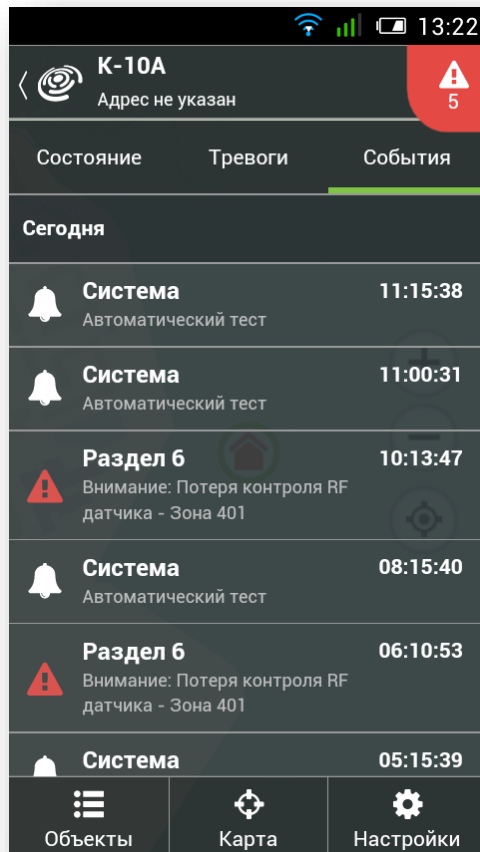 13:22
К-10А
Адрес не указан
5
Состояние Тревоги События
Сегодня
Система 11:15:38
Автоматический тест
Система 11:00:31
Автоматический тест
Раздел 6 10:13:47
Внимание: Потеря контроля RF
датчика - Зона 401
Система 08:15:40
Автоматический тест
Раздел 6 06:10:53
Внимание: Потеря контроля RF
датчика - Зона 401
Система 05:15:39
Объекты Карта Настройки